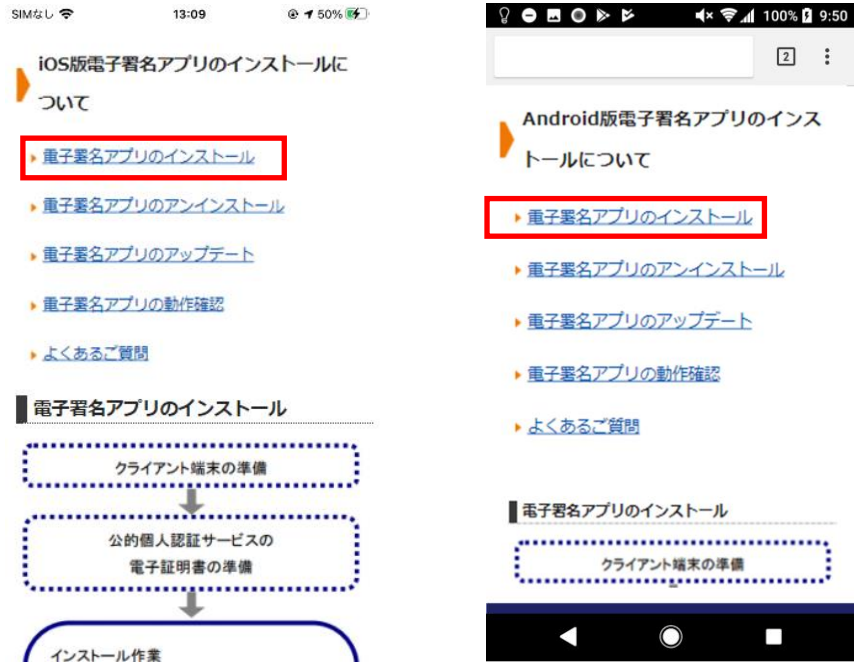 SIMなし 13:09 50%
iOS版電子署名アプリのインストールに
ついて
電子署名アプリのインストール
電子署名アプリのアンインストール
電子署名アプリのアップデート
電子署名アプリの動作確認
よくあるご質問
電子署名アプリのインストール
クライアント端末の準備
公的個人認証サービスの
電子証明書の準備
インストール作業
100% 9:50
2
Android版電子署名アプリのインス
トールについて
電子署名アプリのインストール
電子署名アプリのアンインストール
電子署名アプリのアップデート
電子署名アプリの動作確認
よくあるご質問
電子署名アプリのインストール
クライアント端末の準備